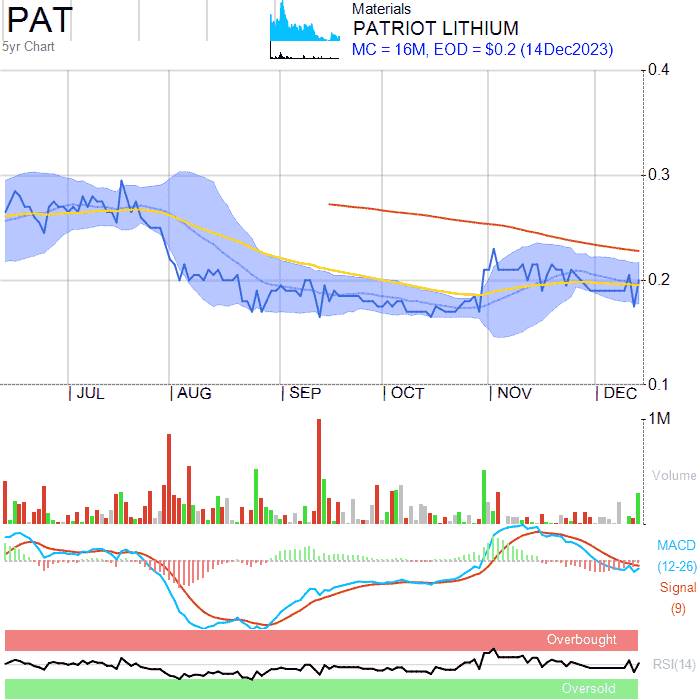 PAT
5yr Chart
Materials
PATRIOT LITHIUM
MC = 16M, EOD = $0.2 (14Dec2023)
0.4
0.3
0.2
0.1
JUL AUG SEP OCT NOV DEC
1M
Volume
MACD
(12-26)
Signal
(9)
Overbought
RSI(14)
Oversold